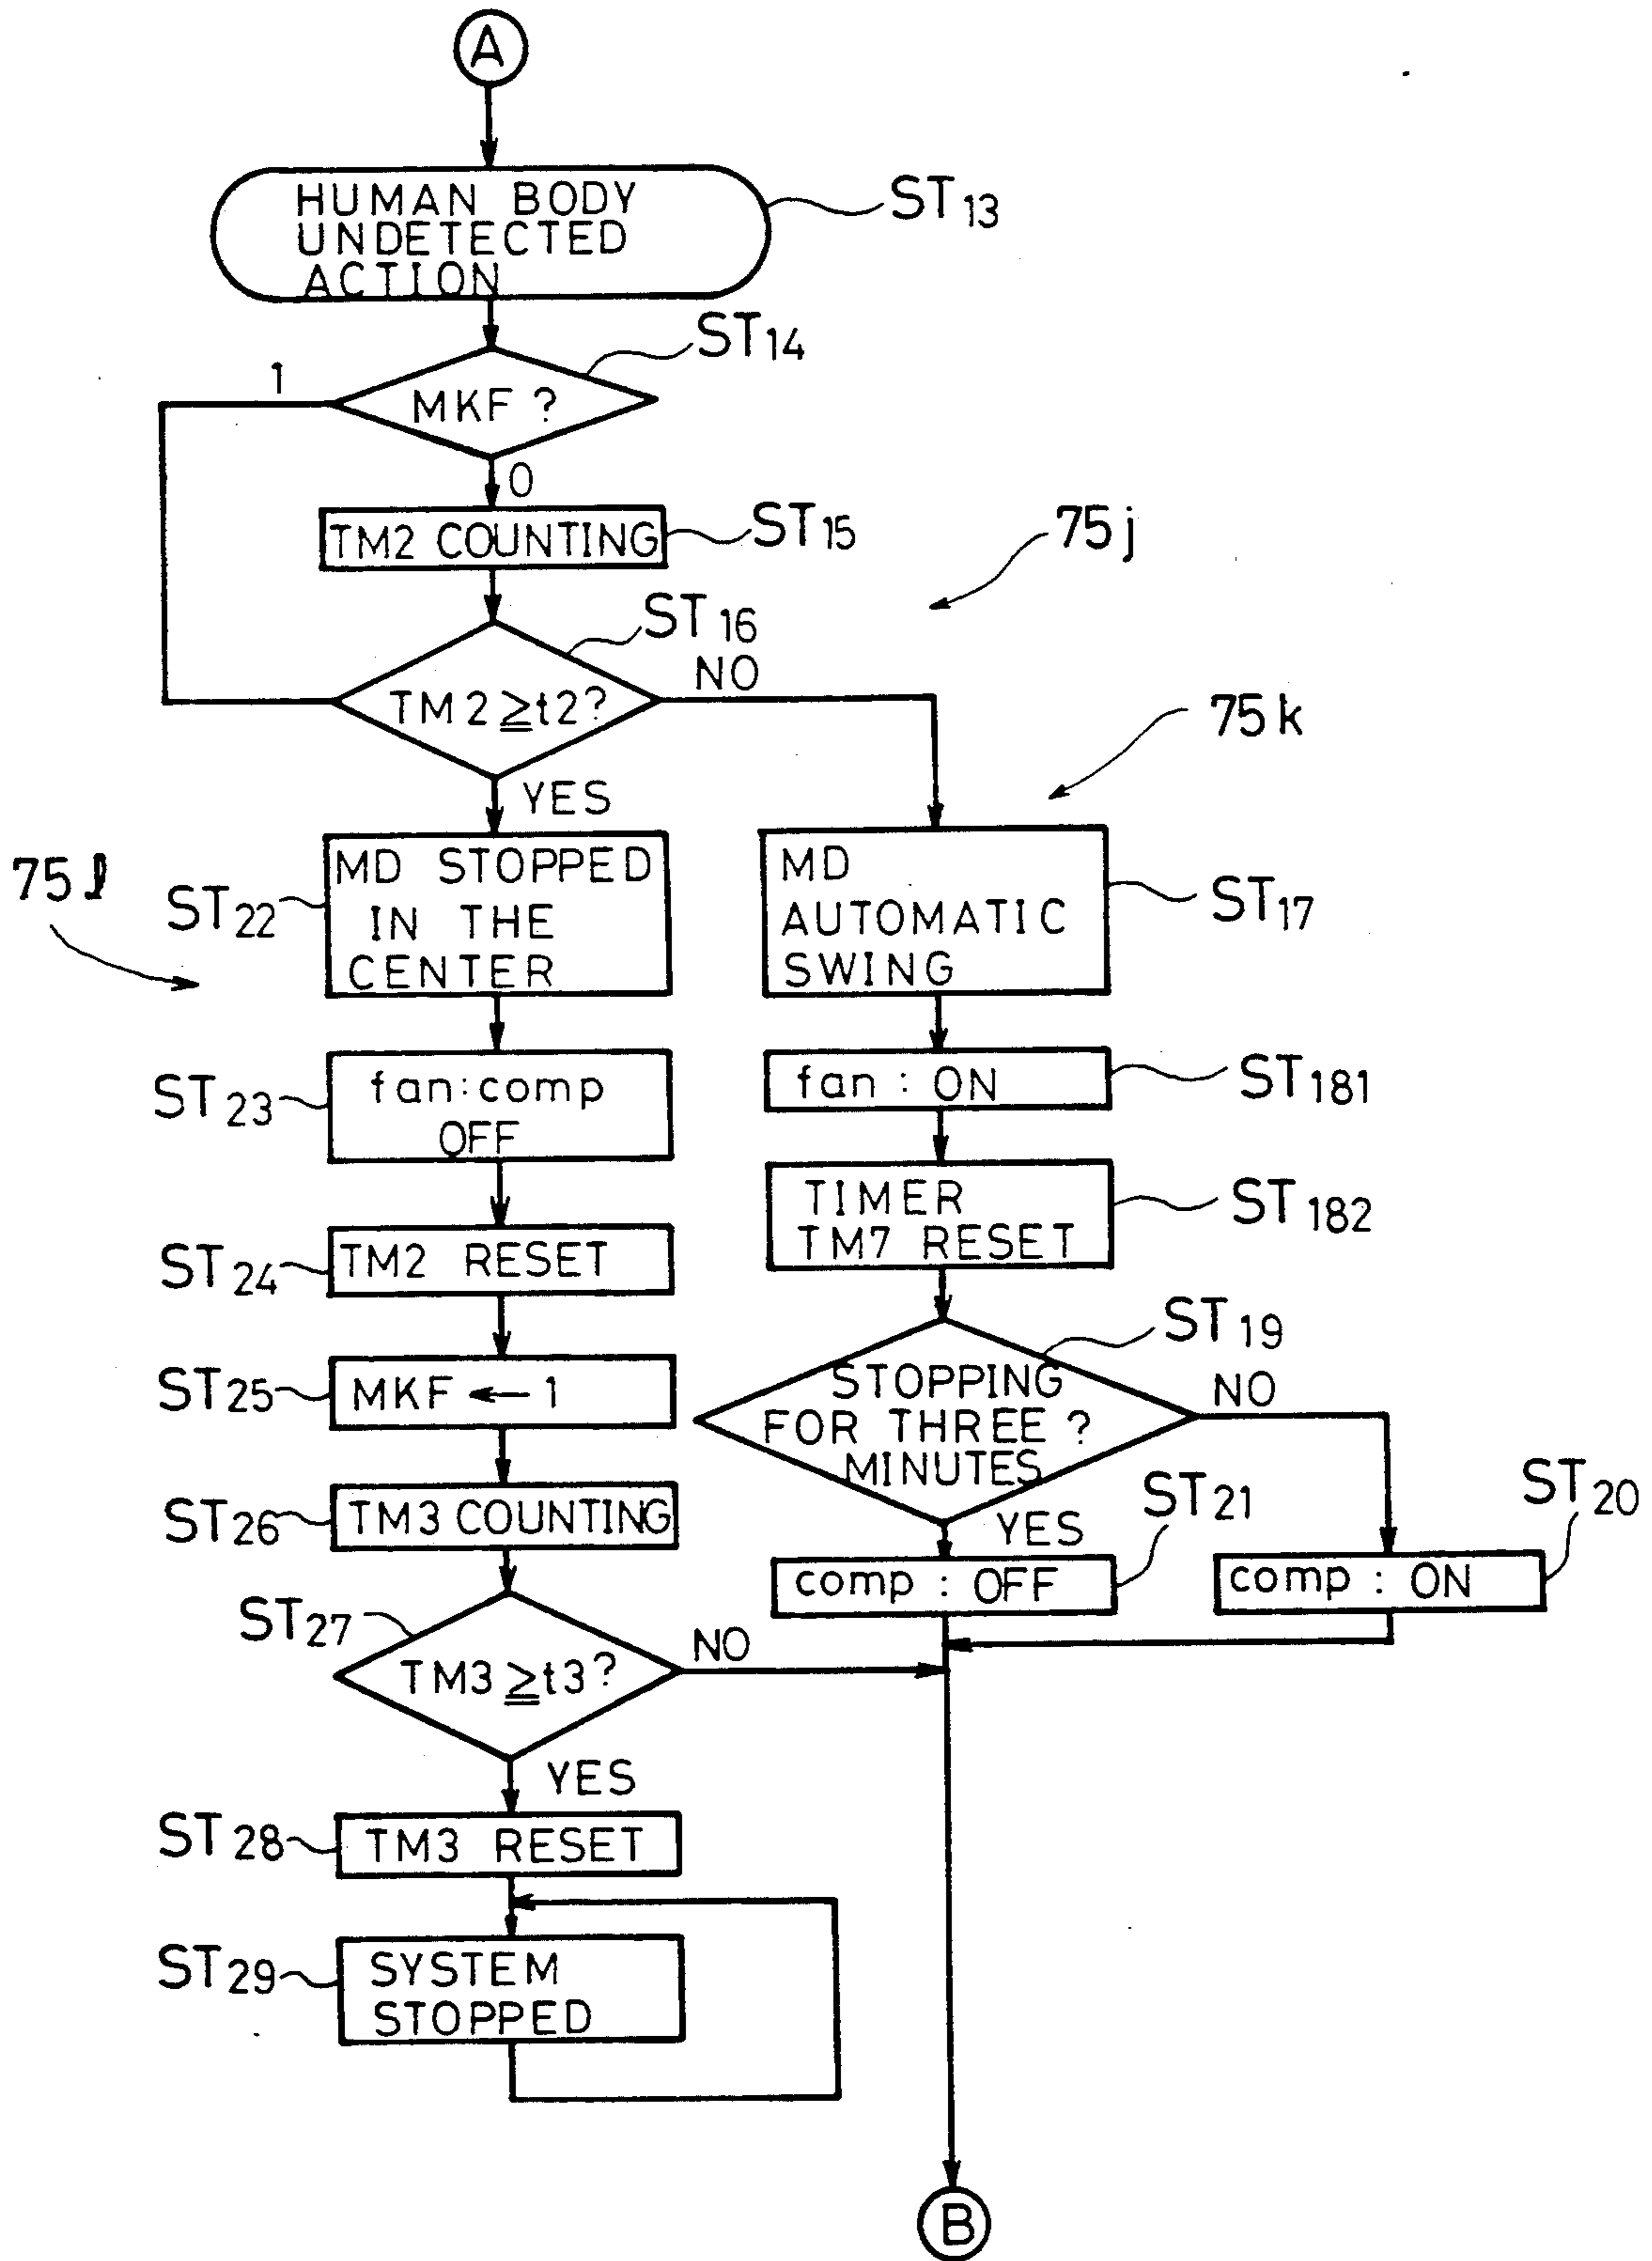 A
HUMAN BODY
UNDETECTED
ACTION
ST13
ST14
1
MKF ?
0
TM2 COUNTING
ST15
75j
ST16
NO
TM2 ≧ t2?
75k
YES
75l
ST22
MD STOPPED
IN THE
CENTER
MD
AUTOMATIC
SWING
ST17
ST23
fan:comp
OFF
fan : ON
ST181
TIMER
TM7 RESET
ST182
ST24
TM2 RESET
ST19
ST25
MKF ← 1
STOPPING
FOR THREE ?
MINUTES
NO
ST26
TM3 COUNTING
YES
ST21
ST20
comp : OFF
comp : ON
ST27
NO
TM3 ≧ t3?
YES
ST28
TM3 RESET
ST29
SYSTEM
STOPPED
B